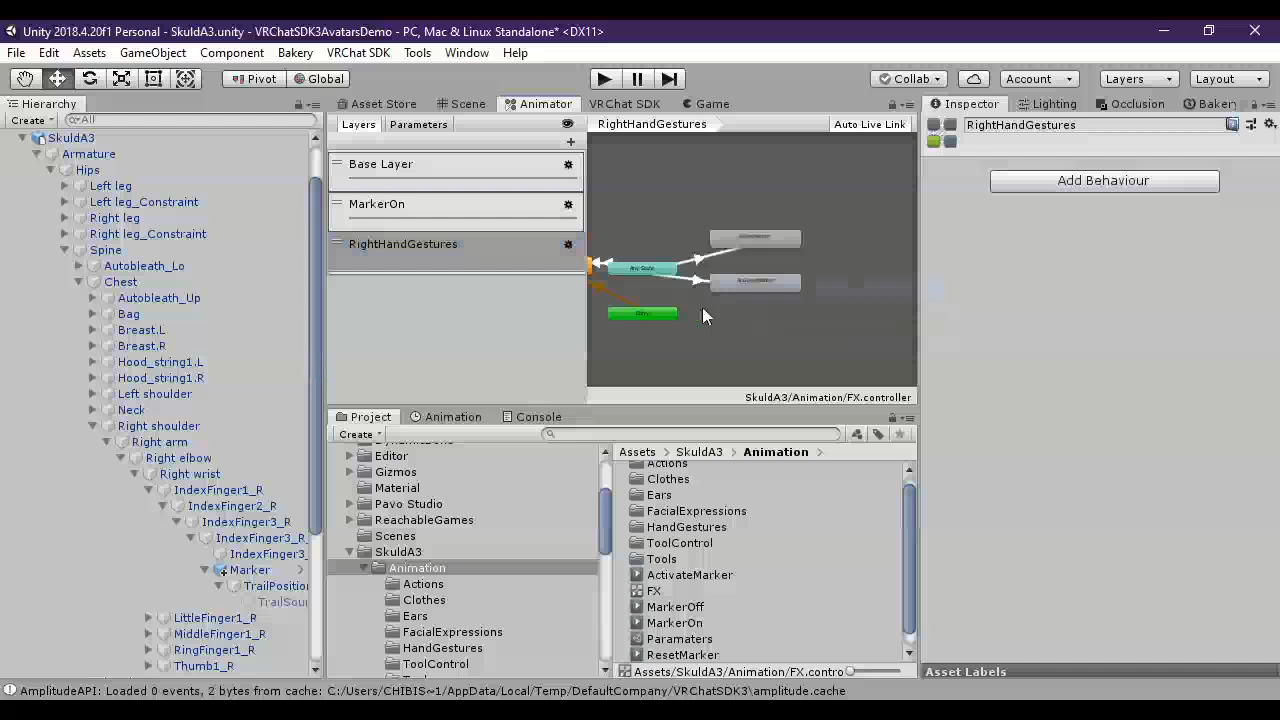 Unity 2018.4.20f1 Personal - SkuldA3.unity - VRChatSDK3AvatarsDemo - PC, Mac & Linux Standalone* <DX11>
File Edit Assets GameObject Component Bakery VRChat SDK Tools Window Help
Pivot Global Collab Account Layers Layout
Hierarchy
Create All
SkuldA3
Armature
Hips
Left leg
Left leg_Constraint
Right leg
Right leg_Constraint
Spine
Autobleath_Lo
Chest
Autobleath_Up
Bag
Breast.L
Breast.R
Hood_string1.L
Hood_string1.R
Left shoulder
Neck
Right shoulder
Right arm
Right elbow
Right wrist
IndexFinger1_R
IndexFinger2_R
IndexFinger3_R
IndexFinger3_R_
IndexFinger3_
Marker
TrailPosition
TrailSour
LittleFinger1_R
MiddleFinger1_R
RingFinger1_R
Thumb1_R
Asset Store Scene Animator VRChat SDK Game
Layers Parameters
RightHandGestures Auto Live Link
Base Layer
MarkerOn
RightHandGestures
Any State
Entry
SkuldA3/Animation/FX.controller
Project Animation Console
Create
Editor
Gizmos
Material
Pavo Studio
ReachableGames
Scenes
SkuldA3
Animation
Actions
Clothes
Ears
FacialExpressions
HandGestures
ToolControl
Assets SkuldA3 Animation
Actions
Clothes
Ears
FacialExpressions
HandGestures
ToolControl
Tools
ActivateMarker
FX
MarkerOff
MarkerOn
Paramaters
ResetMarker
Assets/SkuldA3/Animation/FX.contro
Inspector Lighting Occlusion Bakery
RightHandGestures
Add Behaviour
Asset Labels
AmplitudeAPI: Loaded 0 events, 2 bytes from cache: C:/Users/CHIBIS~1/AppData/Local/Temp/DefaultCompany/VRChatSDK3\amplitude.cache